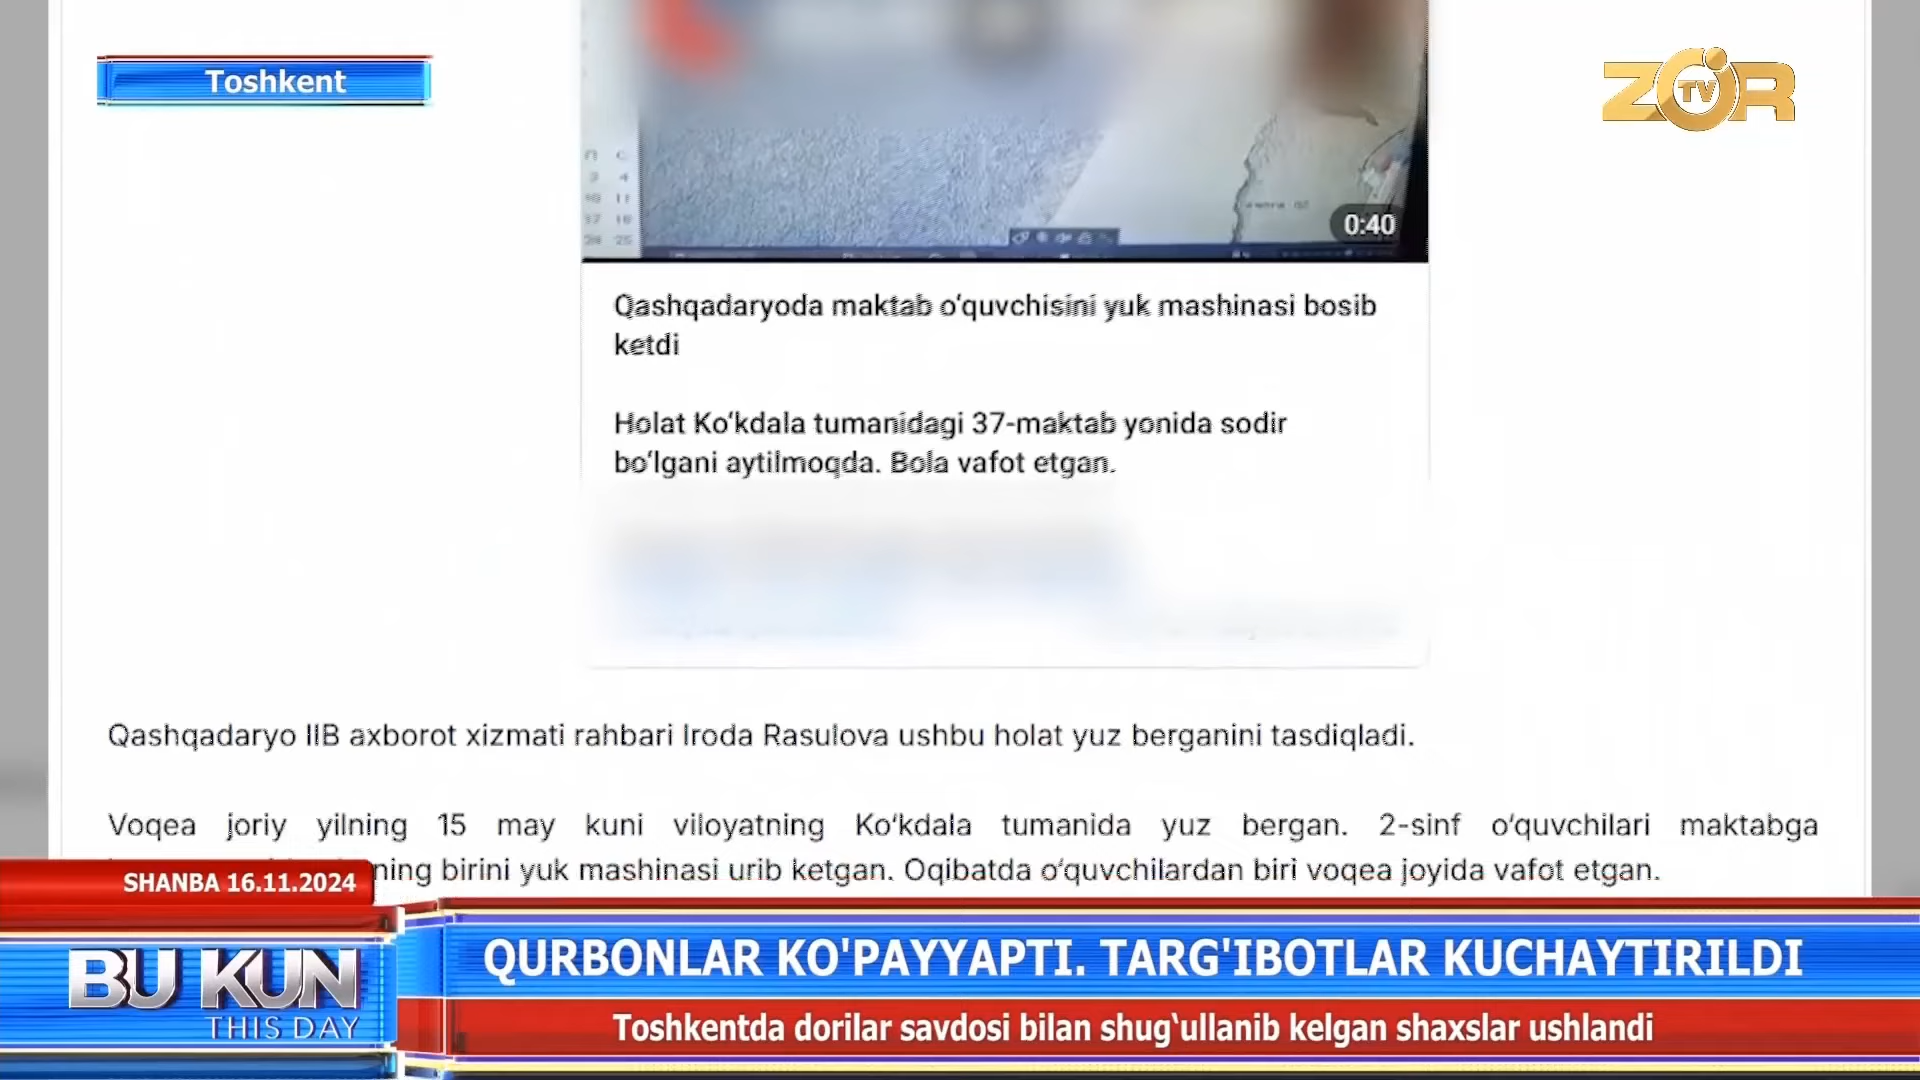 Toshkent
ZO'R TV
0:40
Qashqadaryoda maktab o‘quvchisini yuk mashinasi bosib
ketdi
Holat Ko‘kdala tumanidagi 37-maktab yonida sodir
bo‘lgani aytilmoqda. Bola vafot etgan.
Qashqadaryo IIB axborot xizmati rahbari Iroda Rasulova ushbu holat yuz berganini tasdiqladi.
Voqea joriy yilning 15 may kuni viloyatning Ko‘kdala tumanida yuz bergan. 2-sinf o‘quvchilari maktabga
ning birini yuk mashinasi urib ketgan. Oqibatda o‘quvchilardan biri voqea joyida vafot etgan.
SHANBA 16.11.2024
BU KUN
THIS DAY
QURBONLAR KO'PAYYAPTI. TARG'IBOTLAR KUCHAYTIRILDI
Toshkentda dorilar savdosi bilan shug‘ullanib kelgan shaxslar ushlandi